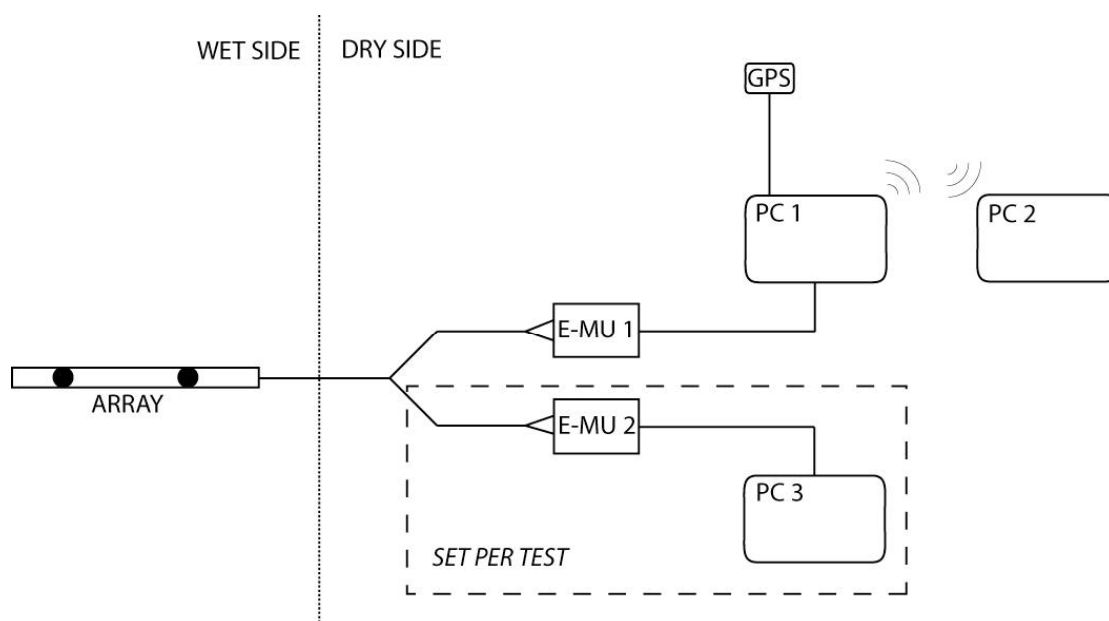 WET SIDE
DRY SIDE
GPS
PC 1
PC 2
E-MU 1
ARRAY
E-MU 2
PC 3
SET PER TEST